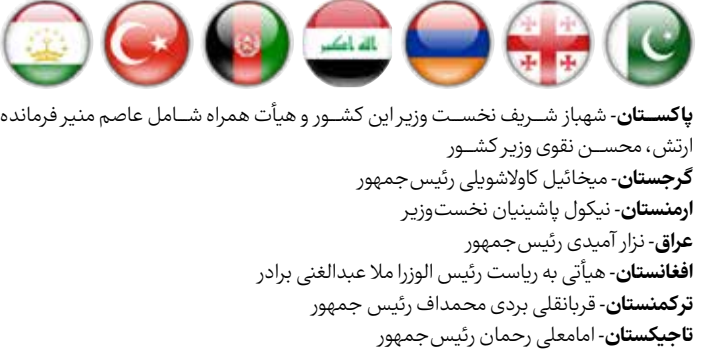 الله اكبر
پاکستان- شهباز شریف نخست وزیر این کشور و هیأت همراه شامل عاصم منیر فرمانده
ارتش، محسن نقوی وزیر کشور
گرجستان- میخائیل کاولاشویلی رئیس‌جمهور
ارمنستان- نیکول پاشینیان نخست‌وزیر
عراق- نزار آمیدی رئیس‌جمهور
افغانستان- هیأتی به ریاست رئیس الوزرا ملا عبدالغنی برادر
ترکمنستان- قربانقلی بردی محمداف رئیس جمهور
تاجیکستان- امامعلی رحمان رئیس‌جمهور